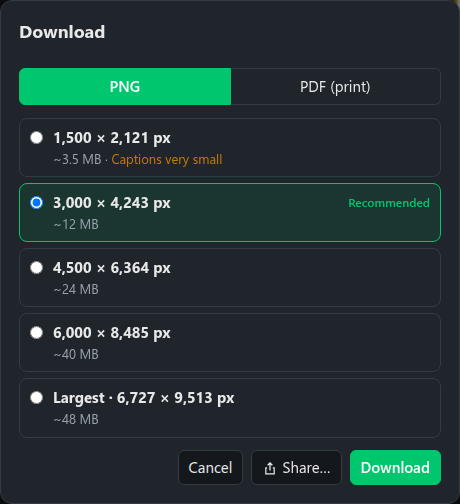 Download
PNG
PDF (print)
1,500 × 2,121 px
~3.5 MB · Captions very small
3,000 × 4,243 px
Recommended
~12 MB
4,500 × 6,364 px
~24 MB
6,000 × 8,485 px
~40 MB
Largest · 6,727 × 9,513 px
~48 MB
Cancel
Share...
Download